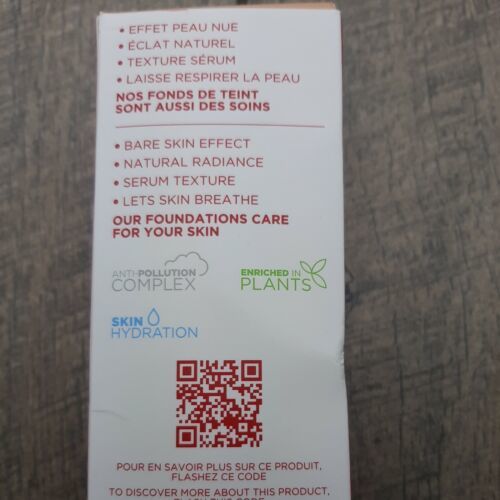 • EFFET PEAU NUE
• ÉCLAT NATUREL
• TEXTURE SÉRUM
• LAISSE RESPIRER LA PEAU
NOS FONDS DE TEINT
SONT AUSSI DES SOINS
• BARE SKIN EFFECT
• NATURAL RADIANCE
• SERUM TEXTURE
• LETS SKIN BREATHE
OUR FOUNDATIONS CARE
FOR YOUR SKIN
ANTI-POLLUTION
COMPLEX
ENRICHED IN
PLANTS
SKIN
HYDRATION
POUR EN SAVOIR PLUS SUR CE PRODUIT,
FLASHEZ CE CODE
TO DISCOVER MORE ABOUT THIS PRODUCT,
FLASH THIS CODE